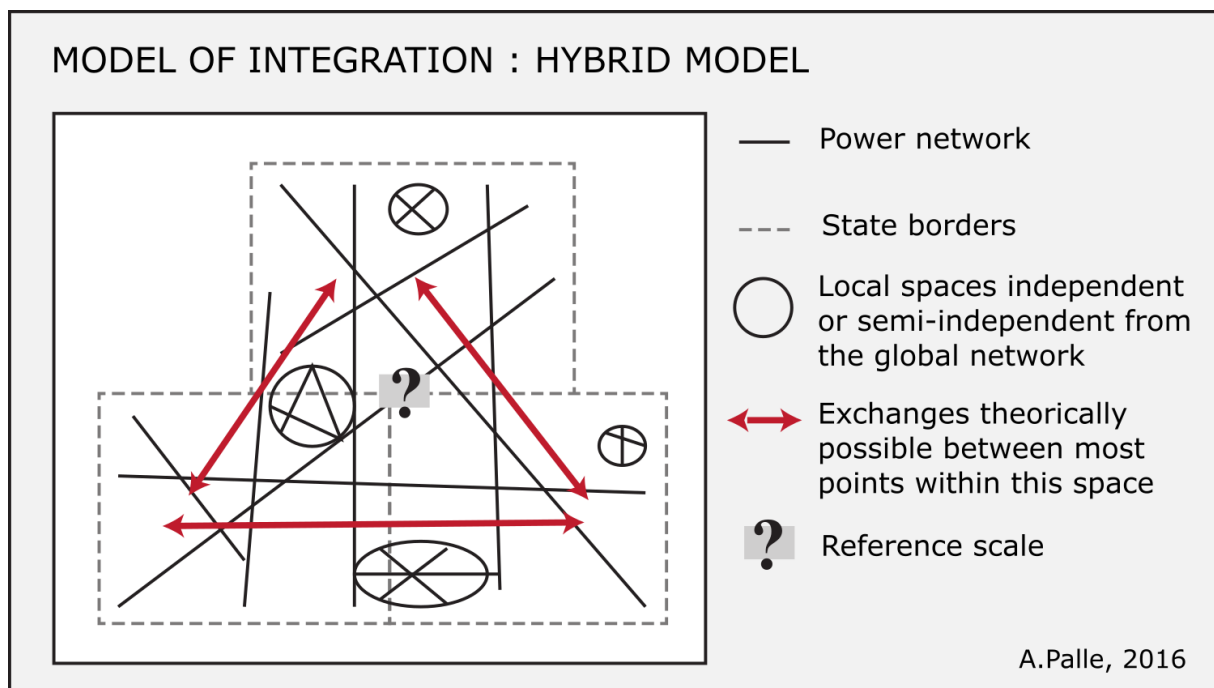 MODEL OF INTEGRATION : HYBRID MODEL
Power network
State borders
Local spaces independent
or semi-independent from
the global network
?
Exchanges theorically
possible between most
points within this space
? Reference scale
A.Palle, 2016